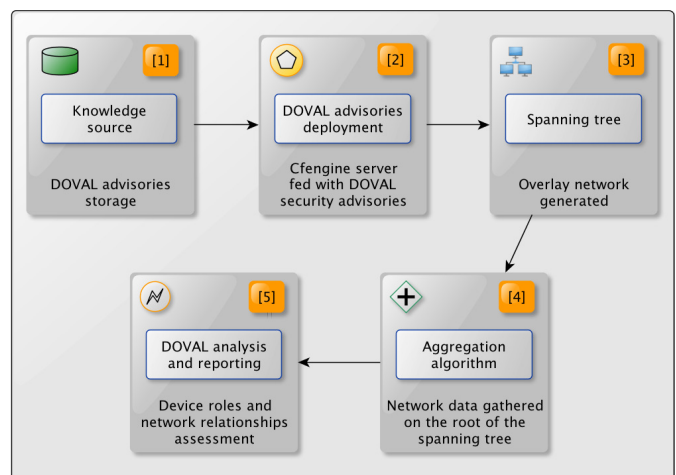 [1]
Knowledge
source
DOVAL advisories
storage
[2]
DOVAL advisories
deployment
Cfengine server
fed with DOVAL
security advisories
[3]
Spanning tree
Overlay network
generated
[4]
Aggregation
algorithm
Network data gathered
on the root of the
spanning tree
[5]
DOVAL analysis
and reporting
Device roles and
network relationships
assessment